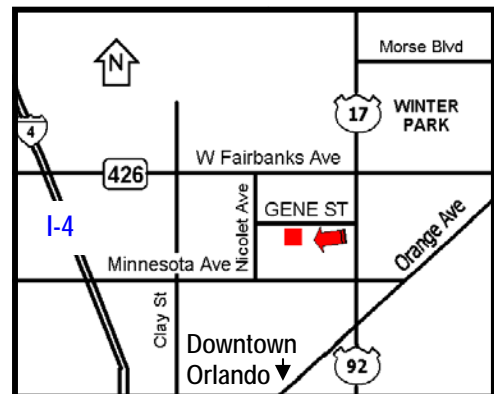 N
Morse Blvd
4
17
WINTER
PARK
W Fairbanks Ave
426
Nicolet Ave
GENE ST
I-4
Orange Ave
Minnesota Ave
Clay St
Downtown
Orlando
92